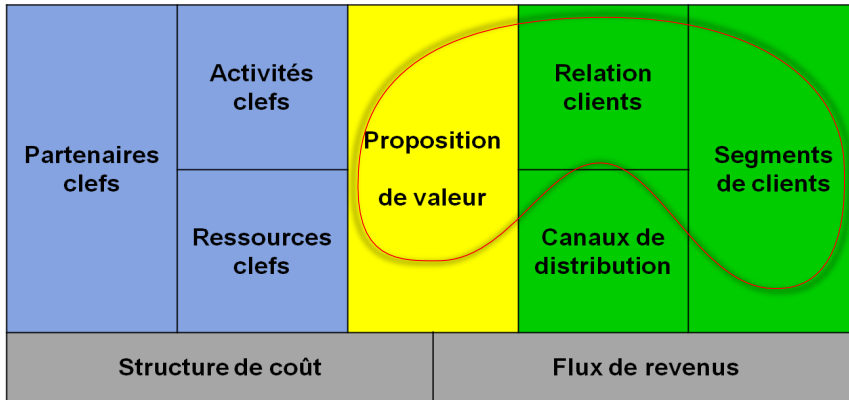 Partenaires
clefs
Activités
clefs
Ressources
clefs
Proposition
de valeur
Relation
clients
Canaux de
distribution
Segments
de clients
Structure de coût
Flux de revenus